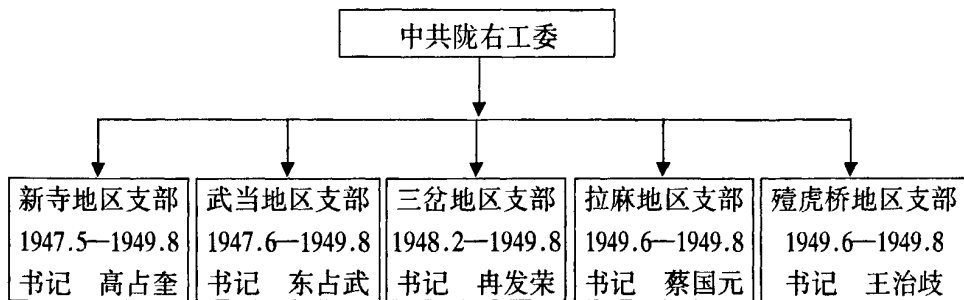 中共陇右工委
新寺地区支部
1947.5—1949.8
书记 高占奎
武当地区支部
1947.6—1949.8
书记 东占武
三岔地区支部
1948.2—1949.8
书记 冉发荣
拉麻地区支部
1949.6—1949.8
书记 蔡国元
殪虎桥地区支部
1949.6—1949.8
书记 王治歧